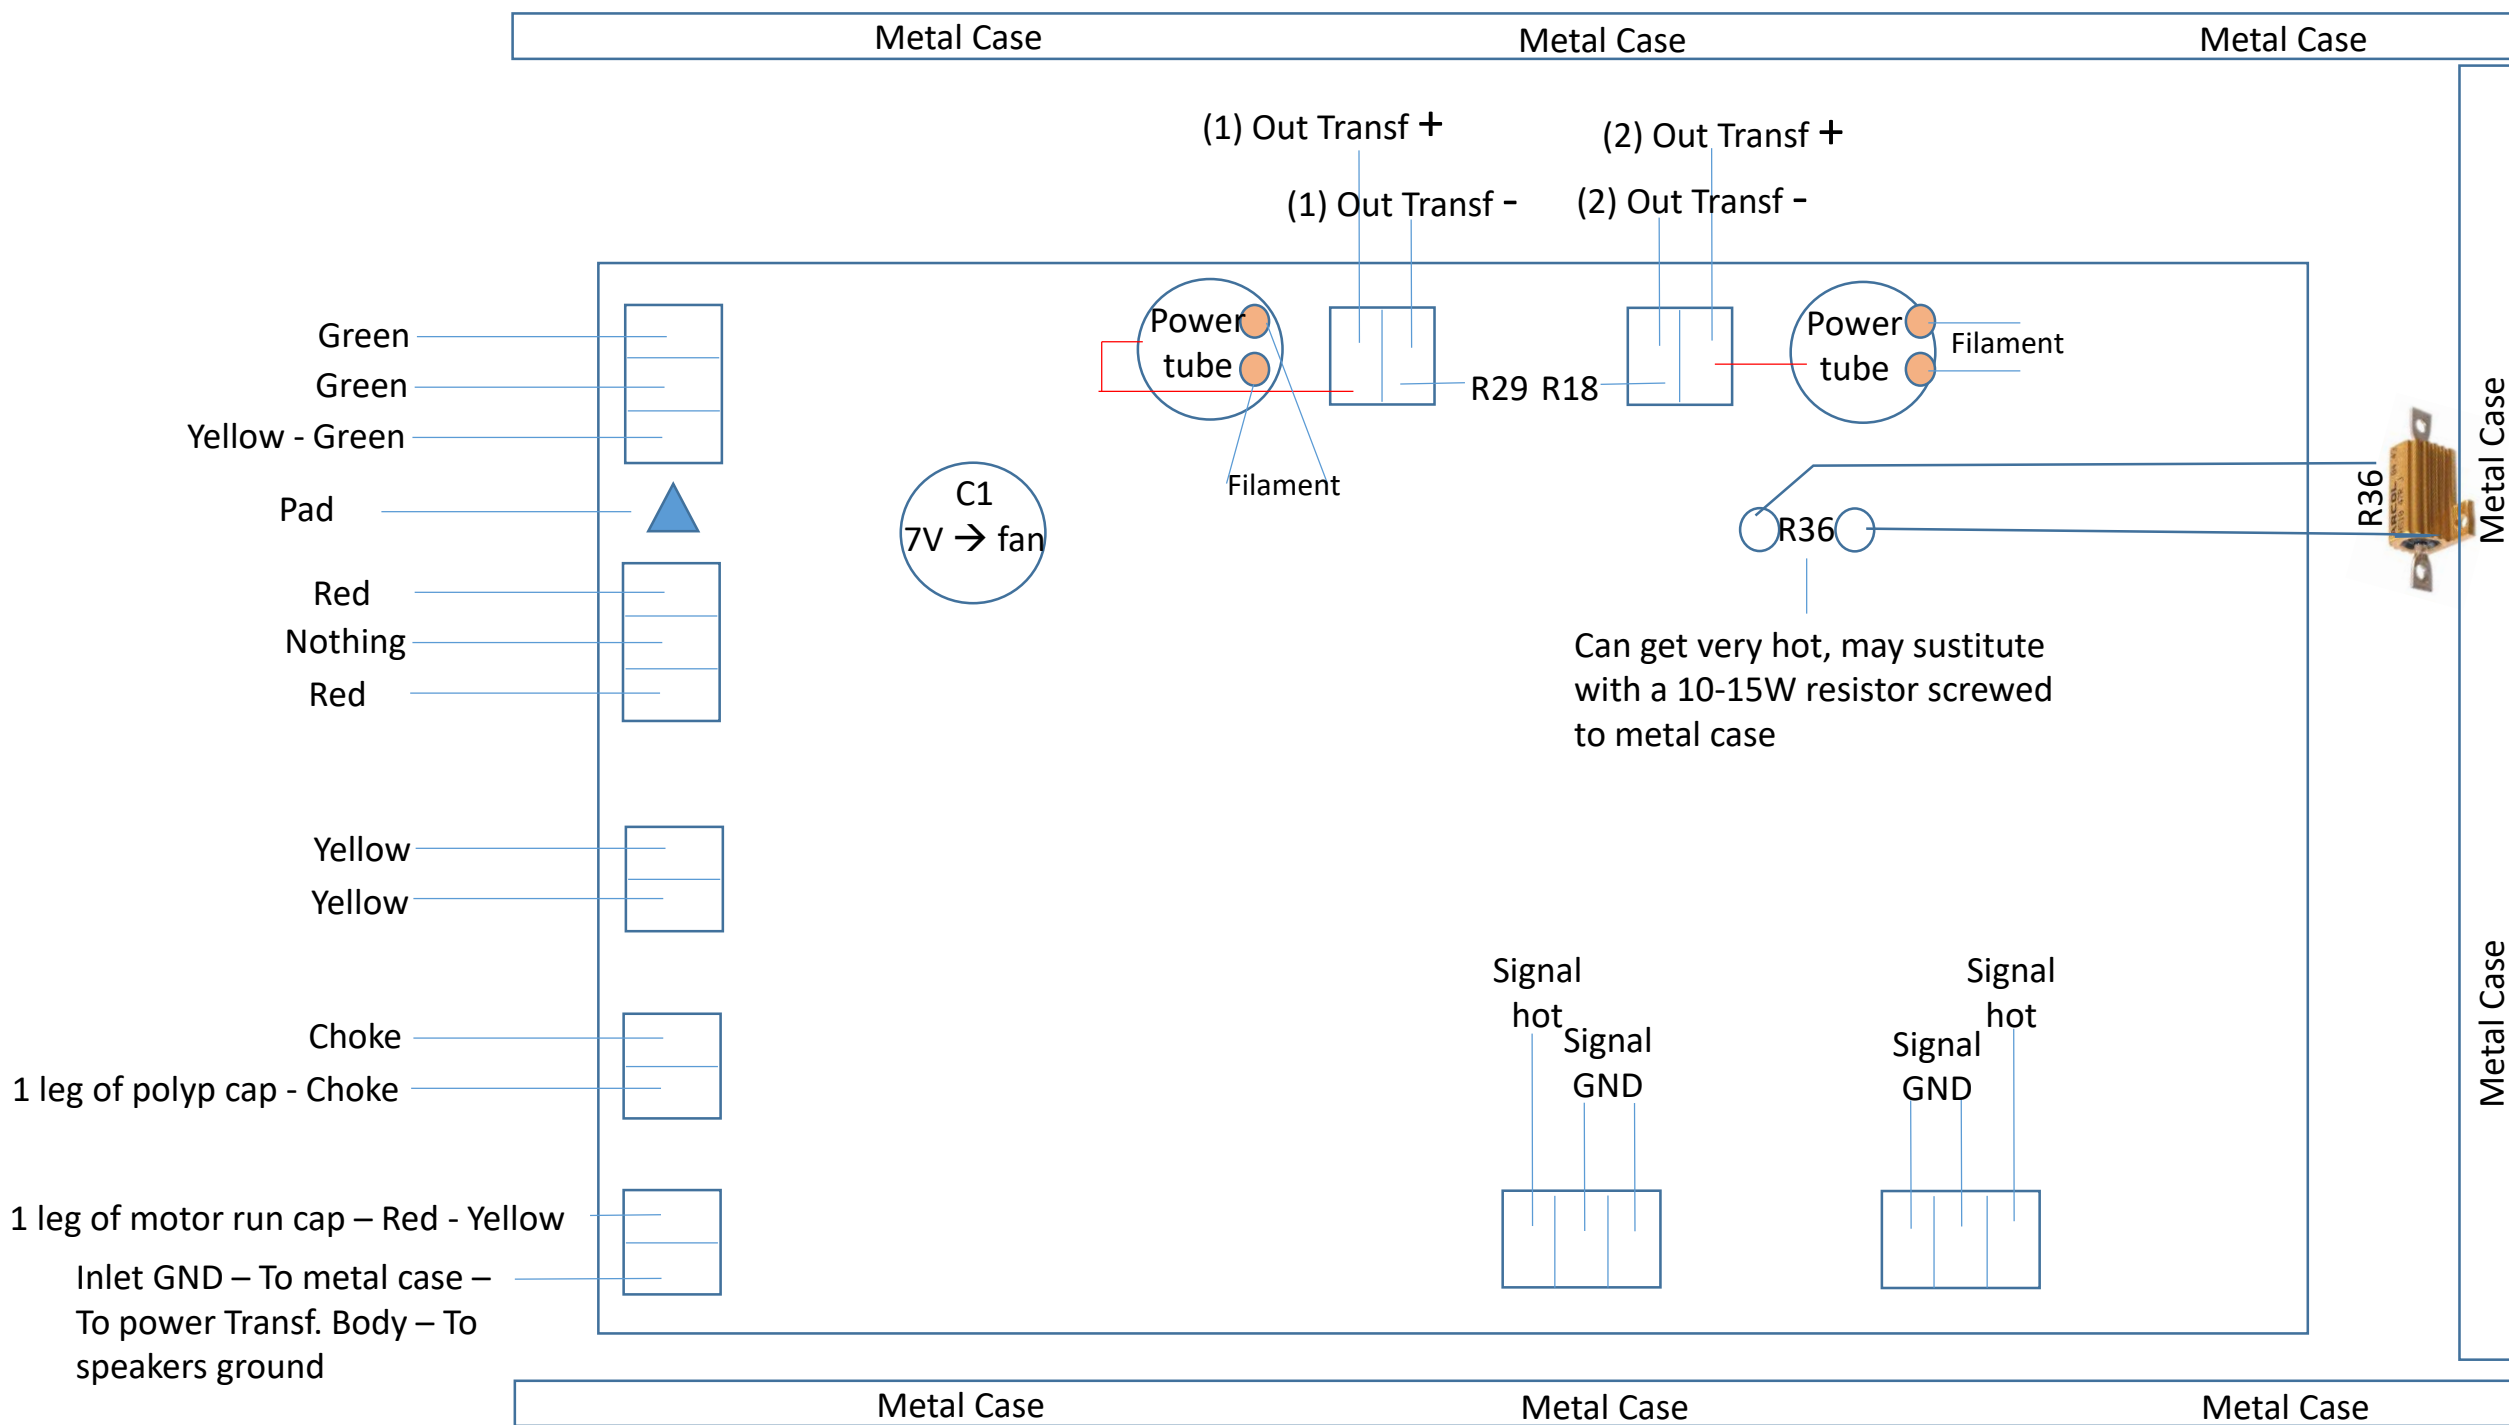 Metal Case
Metal Case
Metal Case
(1) Out Transf +
(2) Out Transf +
(1) Out Transf -
(2) Out Transf -
Green
Green
Yellow - Green
Pad
Red
Nothing
Red
Yellow
Yellow
Choke
1 leg of polyp cap - Choke
1 leg of motor run cap – Red - Yellow
Inlet GND – To metal case –
To power Transf. Body – To
speakers ground
C1
7V → fan
Power
tube
Filament
R29
R18
Power
tube
Filament
R36
Can get very hot, may sustitute
with a 10-15W resistor screwed
to metal case
R36
Metal Case
Metal Case
Signal
hot
Signal
GND
Signal
GND
Signal
hot
Metal Case
Metal Case
Metal Case